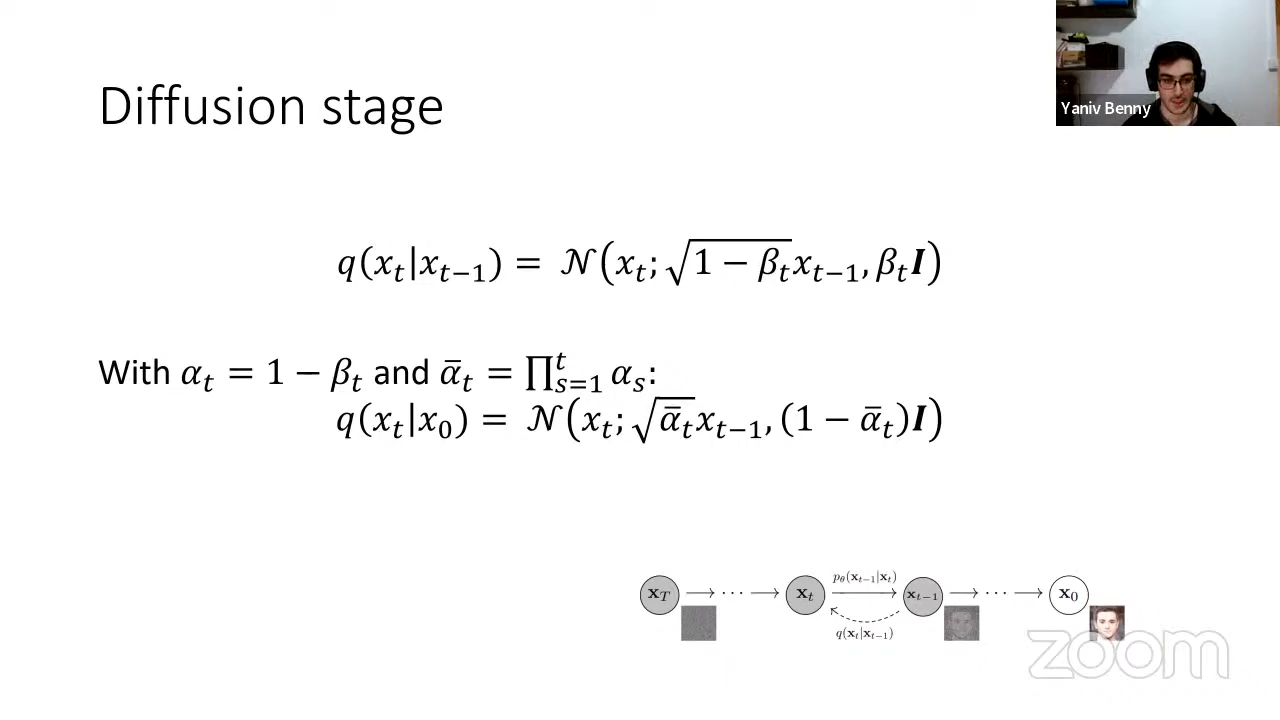 Diffusion stage
Yaniv Benny
q(x_t|x_{t−1}) = 𝒩(x_t; √(1 − β_t) x_{t−1}, β_t I)
With α_t = 1 − β_t and ᾱ_t = ∏_{s=1}^{t} α_s:
q(x_t|x_0) = 𝒩(x_t; √(ᾱ_t) x_{t−1}, (1 − ᾱ_t)I)
p_θ(x_{t−1}|x_t)
x_T ⟶ ··· ⟶ x_t ⟶ x_{t−1} ⟶ ··· ⟶ x_0
q(x_t|x_{t−1})
zoom